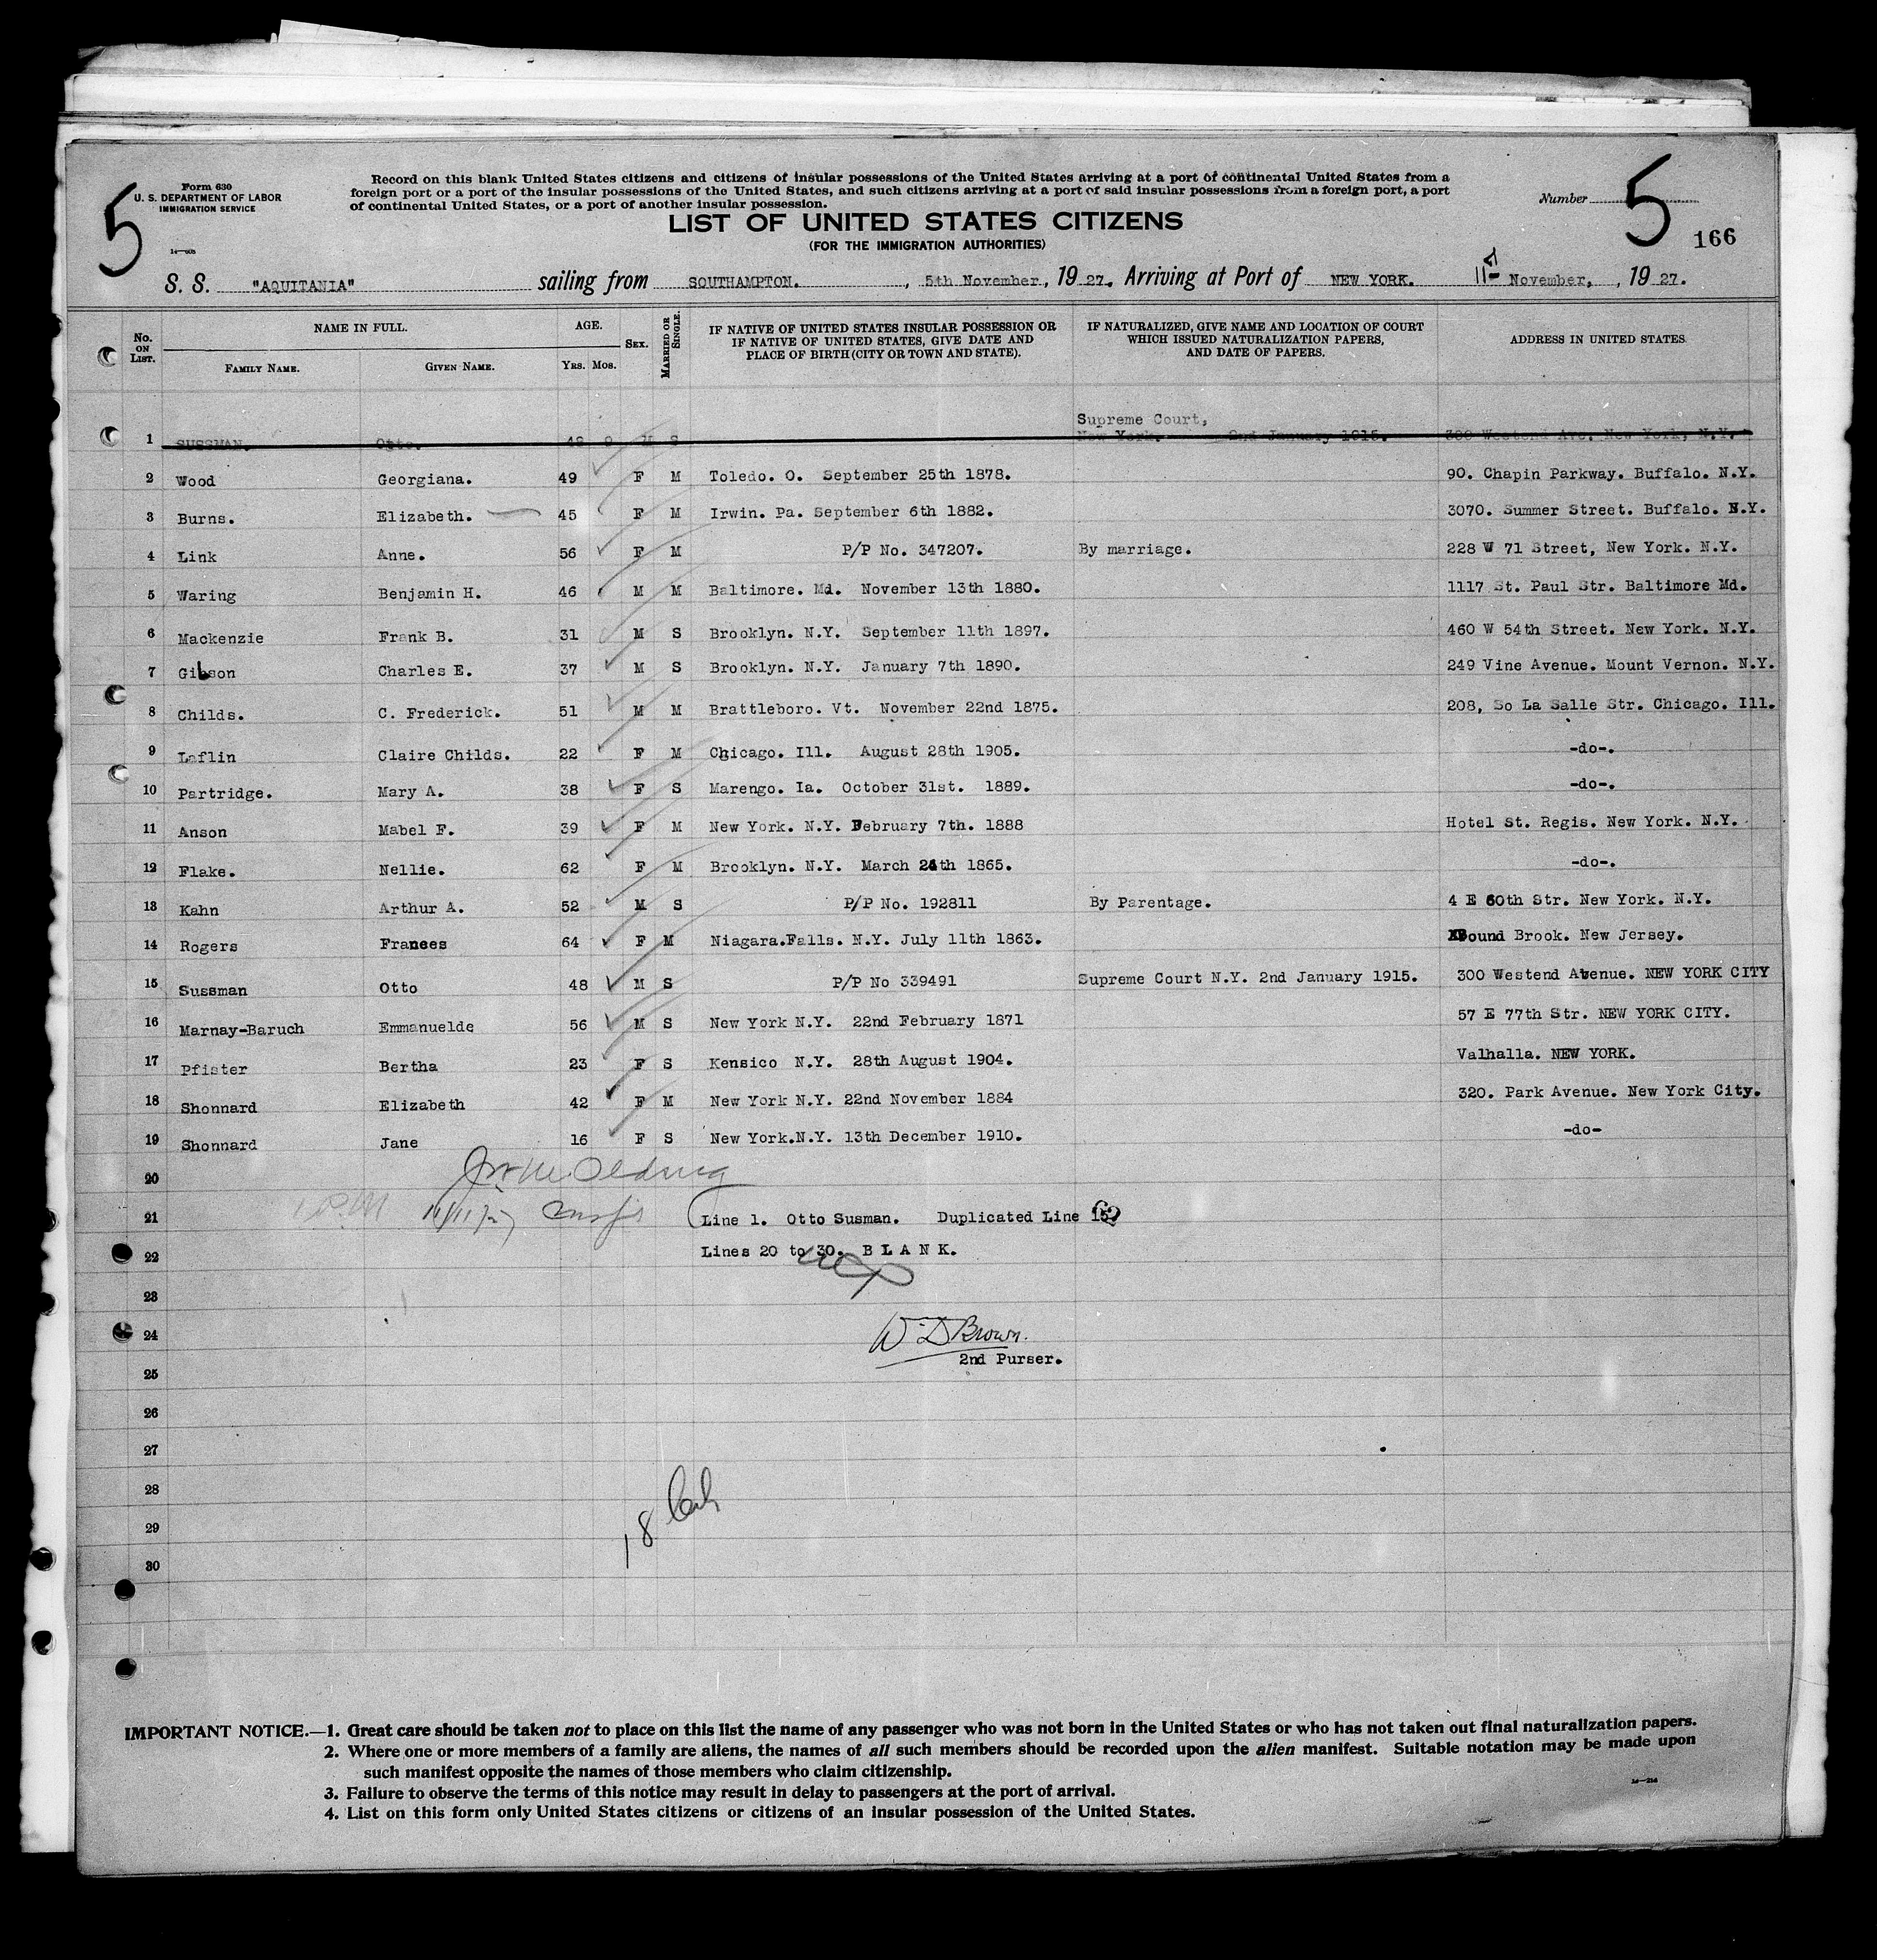 5
Form 630
U. S. DEPARTMENT OF LABOR
IMMIGRATION SERVICE
Record on this blank United States citizens and citizens of insular possessions of the United States arriving at a port of continental United States from a
foreign port or a port of the insular possessions of the United States, and such citizens arriving at a port of said insular possessions from a foreign port, a port
of continental United States, or a port of another insular possession.
Number 5
166
LIST OF UNITED STATES CITIZENS
(FOR THE IMMIGRATION AUTHORITIES)
S. S. "AQUITANIA" sailing from SOUTHAMPTON. , 5th November, 19 27. Arriving at Port of NEW YORK. 11th November, , 19 27.
No. ON LIST. NAME IN FULL. AGE. SEX. MARRIED OR SINGLE. IF NATIVE OF UNITED STATES INSULAR POSSESSION OR IF NATIVE OF UNITED STATES, GIVE DATE AND PLACE OF BIRTH (CITY OR TOWN AND STATE). IF NATURALIZED, GIVE NAME AND LOCATION OF COURT WHICH ISSUED NATURALIZATION PAPERS, AND DATE OF PAPERS. ADDRESS IN UNITED STATES
FAMILY NAME. GIVEN NAME. YRS. MOS.
Supreme Court,
1 SUSSMAN. Otto. 48 0 M S New York. 2nd January 1915. 300 Westend Ave. New York, N.Y.
2 Wood Georgiana. 49 F M Toledo. O. September 25th 1878. 90. Chapin Parkway. Buffalo. N.Y.
3 Burns. Elizabeth. 45 F M Irwin. Pa. September 6th 1882. 3070. Summer Street. Buffalo. N.Y.
4 Link Anne. 56 F M P/P No. 347207. By marriage. 228 W 71 Street, New York. N.Y.
5 Waring Benjamin H. 46 M M Baltimore. Md. November 13th 1880. 1117 St. Paul Str. Baltimore Md.
6 Mackenzie Frank B. 31 M S Brooklyn. N.Y. September 11th 1897. 460 W 54th Street. New York. N.Y.
7 Gibson Charles E. 37 M S Brooklyn. N.Y. January 7th 1890. 249 Vine Avenue. Mount Vernon. N.Y.
8 Childs. C. Frederick. 51 M M Brattleboro. Vt. November 22nd 1875. 208, So La Salle Str. Chicago. Ill.
9 Laflin Claire Childs. 22 F M Chicago. Ill. August 28th 1905. -do-.
10 Partridge. Mary A. 38 F S Marengo. Ia. October 31st. 1889. -do-.
11 Anson Mabel F. 39 F M New York. N.Y. February 7th. 1888 Hotel St. Regis. New York. N.Y.
12 Flake. Nellie. 62 F M Brooklyn. N.Y. March 24th 1865. -do-.
13 Kahn Arthur A. 52 M S P/P No. 192811 By Parentage. 4 E 60th Str. New York. N.Y.
14 Rogers Frances 64 F M Niagara.Falls. N.Y. July 11th 1863. Bound Brook. New Jersey.
15 Sussman Otto 48 M S P/P No 339491 Supreme Court N.Y. 2nd January 1915. 300 Westend Avenue. NEW YORK CITY
16 Marnay-Baruch Emmanuelde 56 M S New York N.Y. 22nd February 1871 57 E 77th Str. NEW YORK CITY.
17 Pfister Bertha 23 F S Kensico N.Y. 28th August 1904. Valhalla. NEW YORK.
18 Shonnard Elizabeth 42 F M New York N.Y. 22nd November 1884 320. Park Avenue. New York City.
19 Shonnard Jane 16 F S New York.N.Y. 13th December 1910. -do-
20
21 11/11/27 Line 1. Otto Susman. Duplicated Line 15.
22 Lines 20 to 30. B L A N K.
23
24 W D Brown.
2nd Purser.
25
26
27
28
18
29
30
IMPORTANT NOTICE.—1. Great care should be taken not to place on this list the name of any passenger who was not born in the United States or who has not taken out final naturalization papers.
2. Where one or more members of a family are aliens, the names of all such members should be recorded upon the alien manifest. Suitable notation may be made upon
such manifest opposite the names of those members who claim citizenship.
3. Failure to observe the terms of this notice may result in delay to passengers at the port of arrival.
4. List on this form only United States citizens or citizens of an insular possession of the United States.